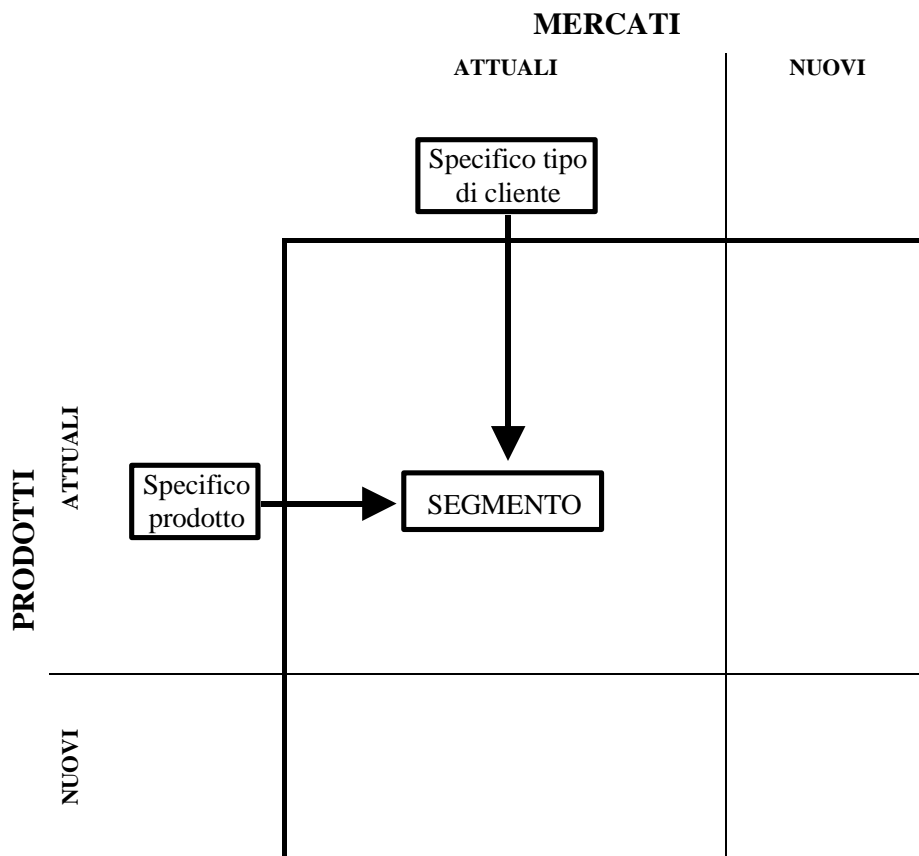 MERCATI
ATTUALI
NUOVI
Specifico tipo
di cliente
PRODOTTI
ATTUALI
Specifico
prodotto
SEGMENTO
NUOVI